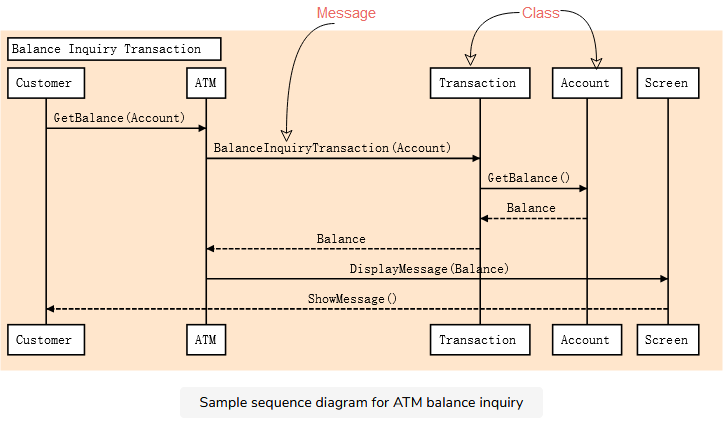 Message
Class
Balance Inquiry Transaction
Customer
ATM
Transaction
Account
Screen
GetBalance(Account)
BalanceInquiryTransaction(Account)
GetBalance()
Balance
Balance
DisplayMessage(Balance)
ShowMessage()
Customer
ATM
Transaction
Account
Screen
Sample sequence diagram for ATM balance inquiry